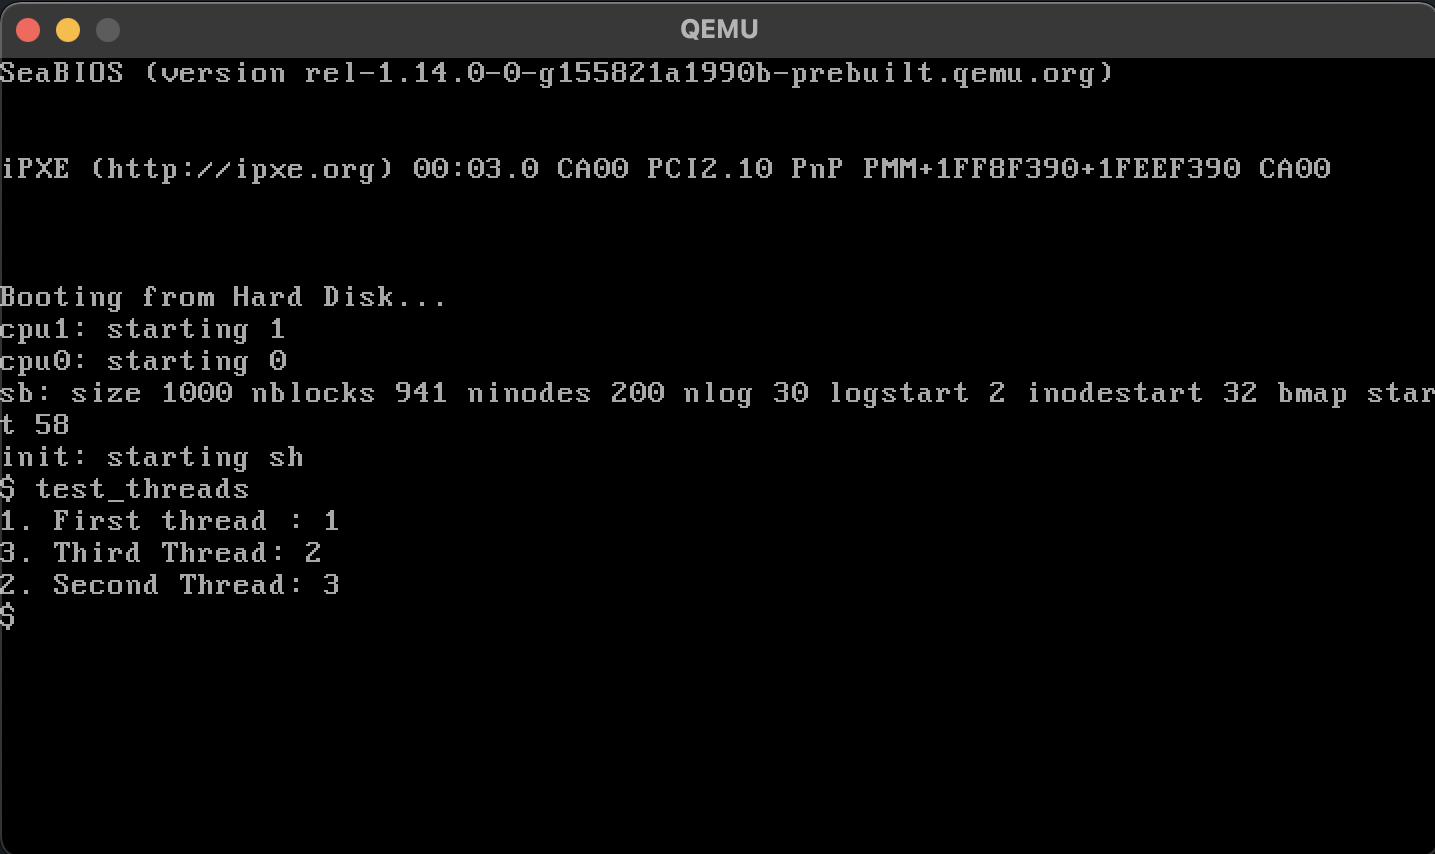 QEMU
SeaBIOS (version rel-1.14.0-0-g155821a1990b-prebuilt.qemu.org)
iPXE (http://ipxe.org) 00:03.0 CA00 PCI2.10 PnP PMM+1FF8F390+1FEEF390 CA00
Booting from Hard Disk...
cpu1: starting 1
cpu0: starting 0
sb: size 1000 nblocks 941 ninodes 200 nlog 30 logstart 2 inodestart 32 bmap star
t 58
init: starting sh
$ test_threads
1. First thread : 1
3. Third Thread: 2
2. Second Thread: 3
$